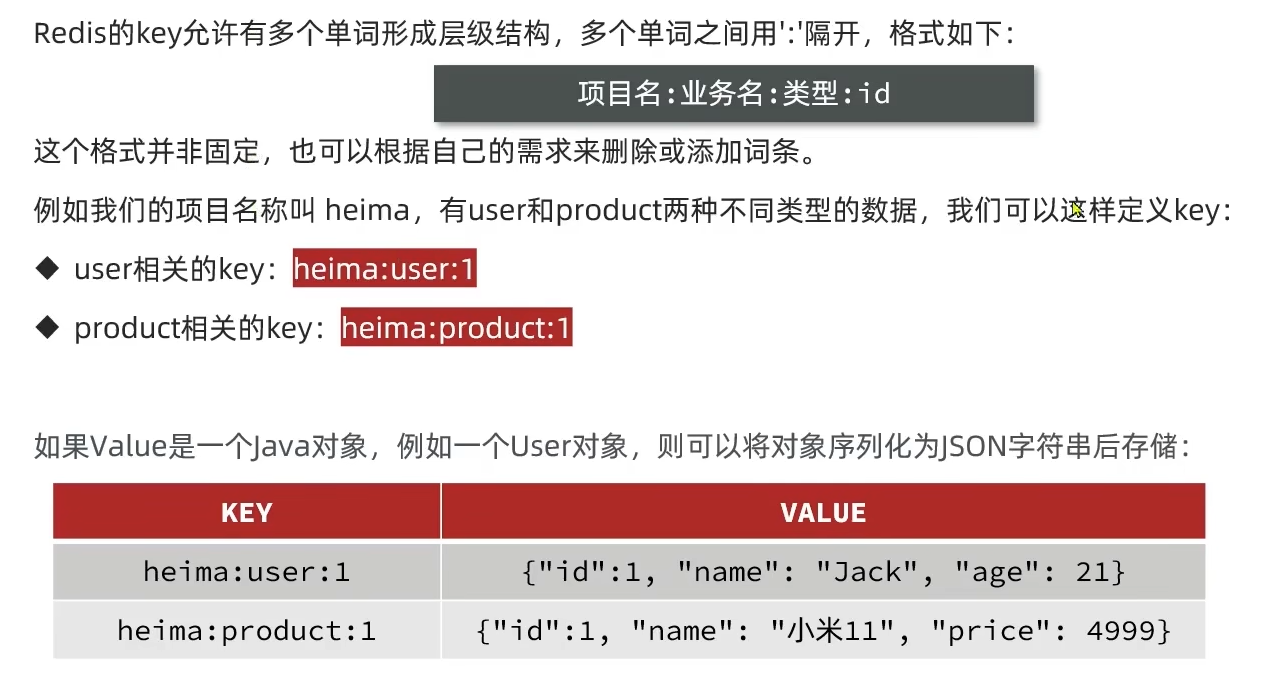 Redis的key允许有多个单词形成层级结构，多个单词之间用':'隔开，格式如下：
项目名:业务名:类型:id
这个格式并非固定，也可以根据自己的需求来删除或添加词条。
例如我们的项目名称叫 heima，有user和product两种不同类型的数据，我们可以这样定义key：
◆ user相关的key：heima:user:1
◆ product相关的key：heima:product:1
如果Value是一个Java对象，例如一个User对象，则可以将对象序列化为JSON字符串后存储：
KEY VALUE
heima:user:1 {"id":1, "name": "Jack", "age": 21}
heima:product:1 {"id":1, "name": "小米11", "price": 4999}